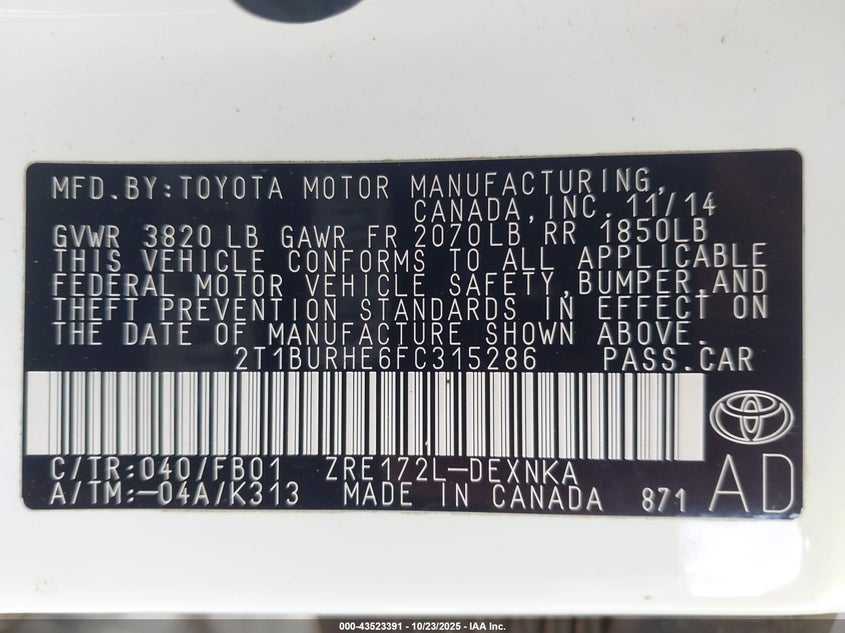 MFD.BY:TOYOTA MOTOR MANUFACTURING,
CANADA,INC. 11/14
GVWR 3820 LB GAWR FR 2070LB RR 1850LB
THIS VEHICLE CONFORMS TO ALL APPLICABLE
FEDERAL MOTOR VEHICLE SAFETY,BUMPER,AND
THEFT PREVENTION STANDARDS IN EFFECT ON
THE DATE OF MANUFACTURE SHOWN ABOVE.
2T1BURHE6FC315286 PASS.CAR
C/TR:040/FB01 ZRE172L-DEXNKA
A/TM:-04A/K313 MADE IN CANADA 871 AD
000-43523391 - 10/23/2025 - IAA Inc.